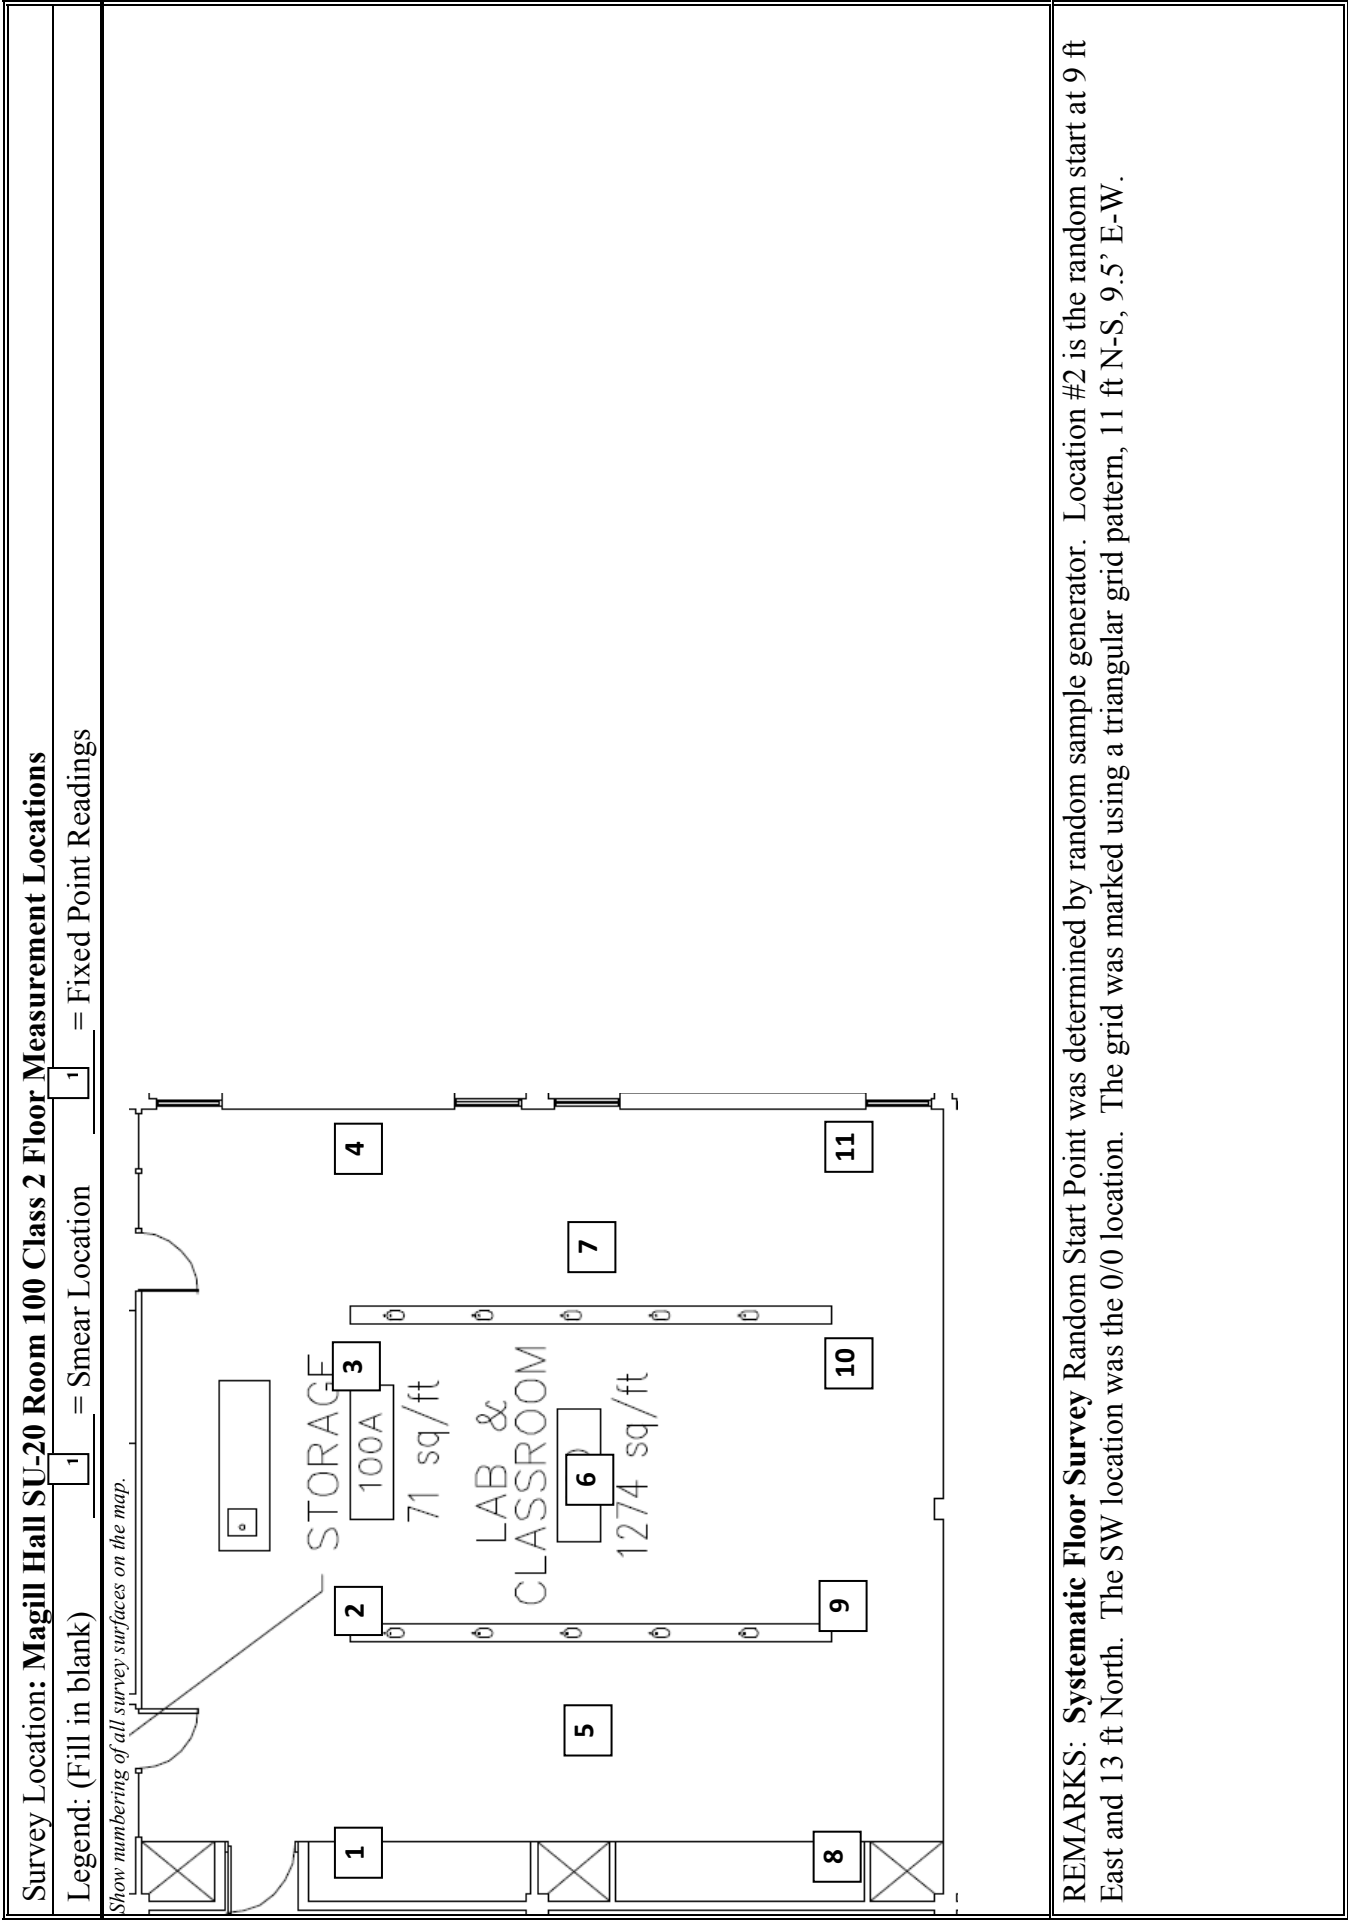 Survey Location: Magill Hall SU-20 Room 100 Class 2 Floor Measurement Locations
Legend: (Fill in blank) 1 = Smear Location 1 = Fixed Point Readings
Show numbering of all survey surfaces on the map.
1
2
3
4
STORAGE
100A
71 sq/ft
LAB &
CLASSROOM
5
6
7
1274 sq/ft
8
9
10
11
REMARKS: Systematic Floor Survey Random Start Point was determined by random sample generator. Location #2 is the random start at 9 ft
East and 13 ft North. The SW location was the 0/0 location. The grid was marked using a triangular grid pattern, 11 ft N-S, 9.5’ E-W.